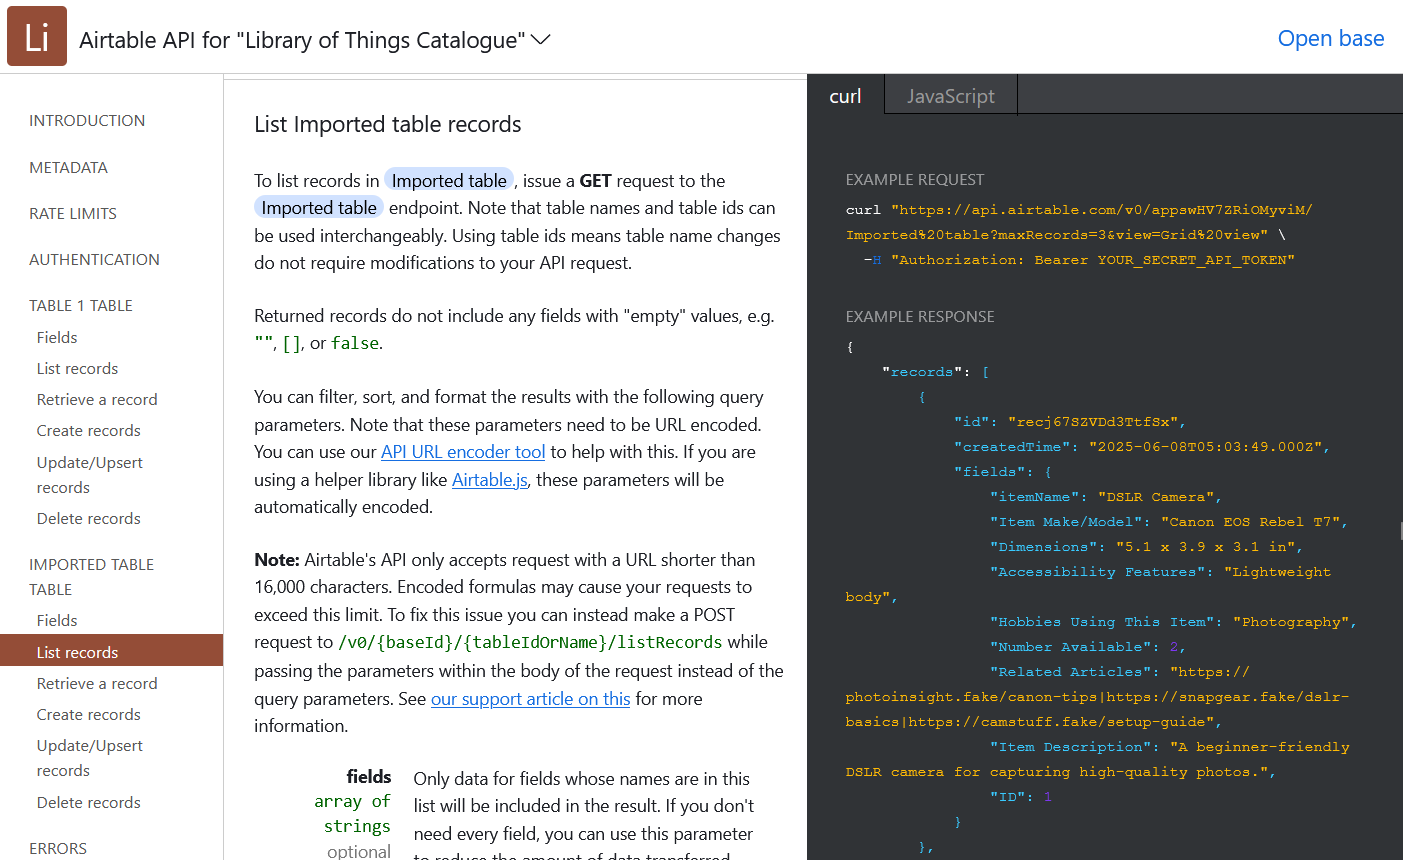 Li
Airtable API for "Library of Things Catalogue"
Open base
INTRODUCTION
METADATA
RATE LIMITS
AUTHENTICATION
TABLE 1 TABLE
Fields
List records
Retrieve a record
Create records
Update/Upsert
records
Delete records
IMPORTED TABLE
TABLE
Fields
List records
Retrieve a record
Create records
Update/Upsert
records
Delete records
ERRORS
List Imported table records
To list records in Imported table , issue a GET request to the
Imported table endpoint. Note that table names and table ids can
be used interchangeably. Using table ids means table name changes
do not require modifications to your API request.
Returned records do not include any fields with "empty" values, e.g.
"", [], or false.
You can filter, sort, and format the results with the following query
parameters. Note that these parameters need to be URL encoded.
You can use our API URL encoder tool to help with this. If you are
using a helper library like Airtable.js, these parameters will be
automatically encoded.
Note: Airtable's API only accepts request with a URL shorter than
16,000 characters. Encoded formulas may cause your requests to
exceed this limit. To fix this issue you can instead make a POST
request to /v0/{baseId}/{tableIdOrName}/listRecords while
passing the parameters within the body of the request instead of the
query parameters. See our support article on this for more
information.
fields
array of
strings
optional
Only data for fields whose names are in this
list will be included in the result. If you don't
need every field, you can use this parameter
to reduce the amount of data transferred.
curl
JavaScript
EXAMPLE REQUEST
curl "https://api.airtable.com/v0/appswHV7ZRiOMyviM/
Imported%20table?maxRecords=3&view=Grid%20view" \
-H "Authorization: Bearer YOUR_SECRET_API_TOKEN"
EXAMPLE RESPONSE
{
"records": [
{
"id": "recj67SZVDd3TtfSx",
"createdTime": "2025-06-08T05:03:49.000Z",
"fields": {
"itemName": "DSLR Camera",
"Item Make/Model": "Canon EOS Rebel T7",
"Dimensions": "5.1 x 3.9 x 3.1 in",
"Accessibility Features": "Lightweight
body",
"Hobbies Using This Item": "Photography",
"Number Available": 2,
"Related Articles": "https://
photoinsight.fake/canon-tips|https://snapgear.fake/dslr-
basics|https://camstuff.fake/setup-guide",
"Item Description": "A beginner-friendly
DSLR camera for capturing high-quality photos.",
"ID": 1
}
},